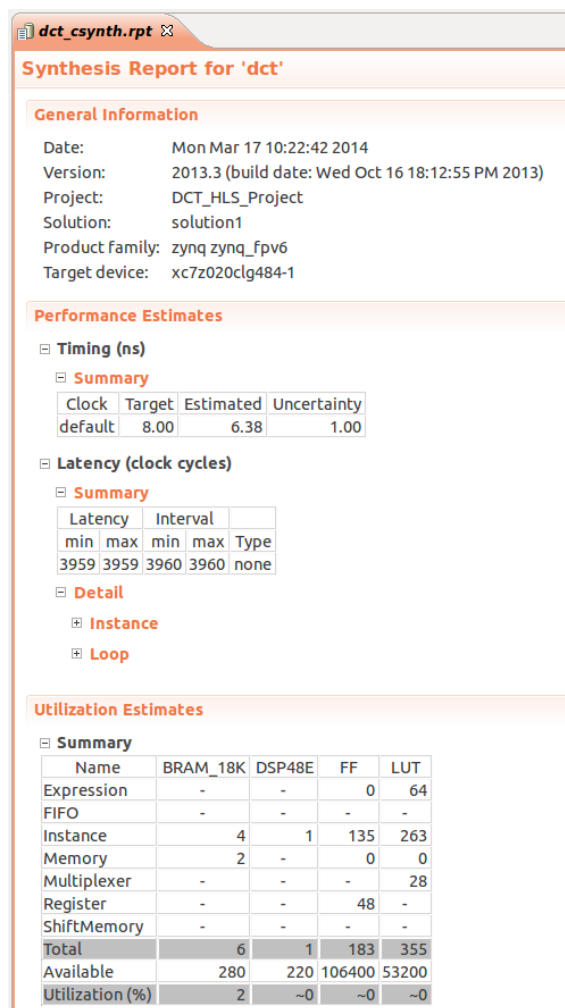 dct_csynth.rpt
Synthesis Report for 'dct'
General Information
Date: Mon Mar 17 10:22:42 2014
Version: 2013.3 (build date: Wed Oct 16 18:12:55 PM 2013)
Project: DCT_HLS_Project
Solution: solution1
Product family: zynq zynq_fpv6
Target device: xc7z020clg484-1
Performance Estimates
Timing (ns)
Summary
Clock Target Estimated Uncertainty
default 8.00 6.38 1.00
Latency (clock cycles)
Summary
Latency Interval
min max min max Type
3959 3959 3960 3960 none
Detail
Instance
Loop
Utilization Estimates
Summary
Name BRAM_18K DSP48E FF LUT
Expression - - 0 64
FIFO - - - -
Instance 4 1 135 263
Memory 2 - 0 0
Multiplexer - - - 28
Register - - 48 -
ShiftMemory - - - -
Total 6 1 183 355
Available 280 220 106400 53200
Utilization (%) 2 ~0 ~0 ~0